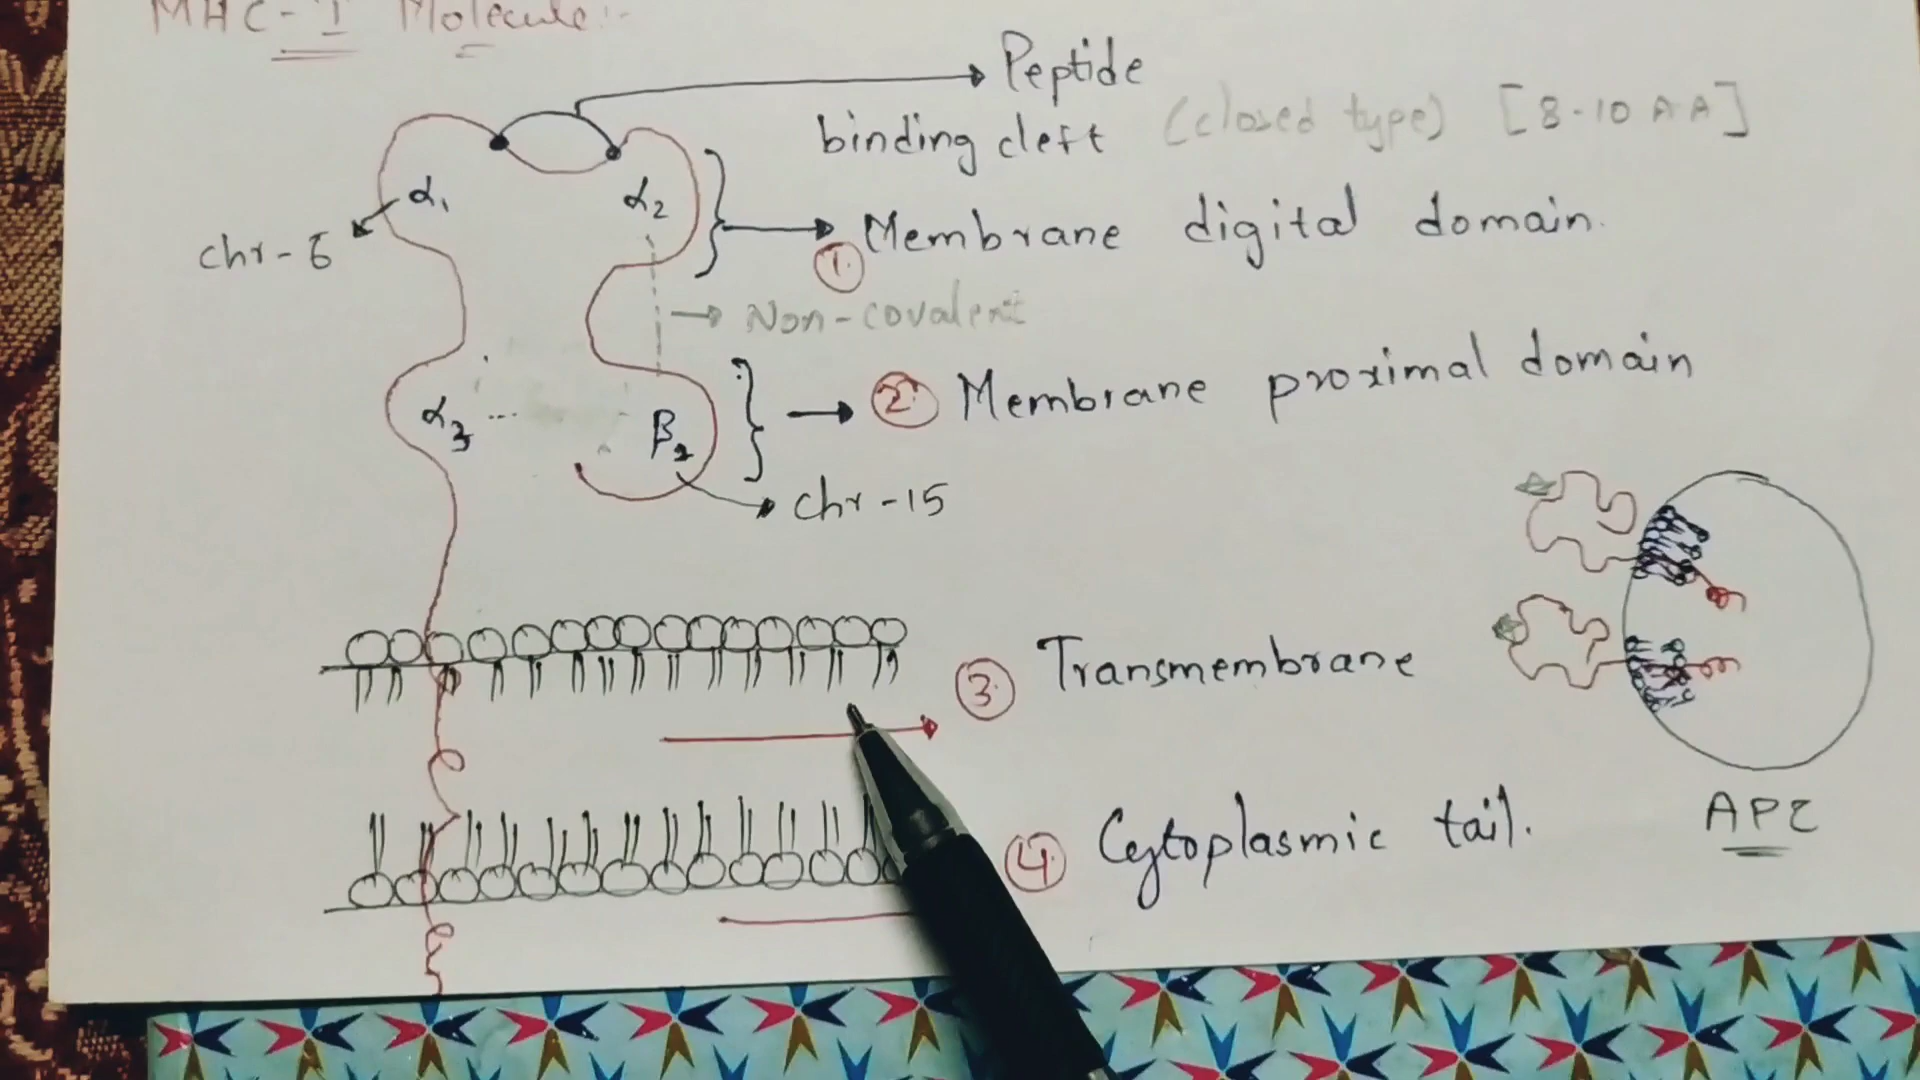 MHC-I Molecule:-
Peptide
binding cleft (closed type) [8-10 AA]
α₁
α₂
chr-6
① Membrane digital domain.
Non-covalent
② Membrane proximal domain
α₃
β₂
chr-15
③ Transmembrane
④ Cytoplasmic tail.
APC